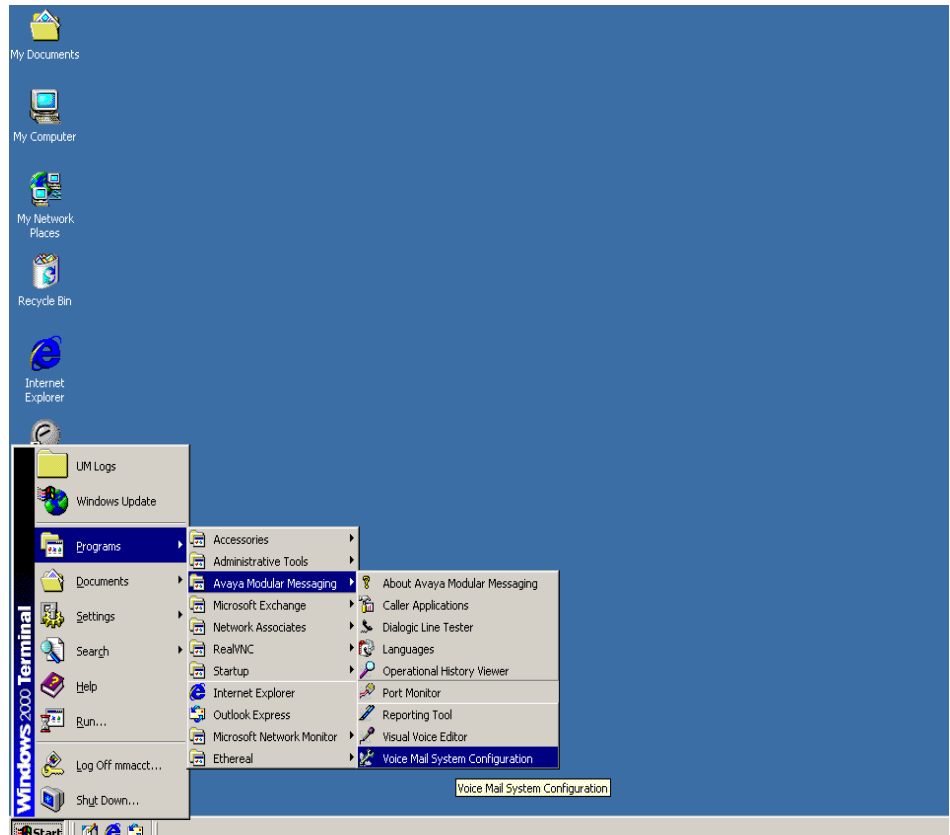 My Documents
My Computer
My Network
Places
Recycle Bin
Internet
Explorer
UM Logs
Windows Update
Programs
Documents
Settings
Search
Help
Run...
Log Off mmacct...
Shut Down...
Windows 2000 Terminal
Accessories
Administrative Tools
Avaya Modular Messaging
Microsoft Exchange
Network Associates
RealVNC
Startup
Internet Explorer
Outlook Express
Microsoft Network Monitor
Ethereal
About Avaya Modular Messaging
Caller Applications
Dialogic Line Tester
Languages
Operational History Viewer
Port Monitor
Reporting Tool
Visual Voice Editor
Voice Mail System Configuration
Voice Mail System Configuration
Start